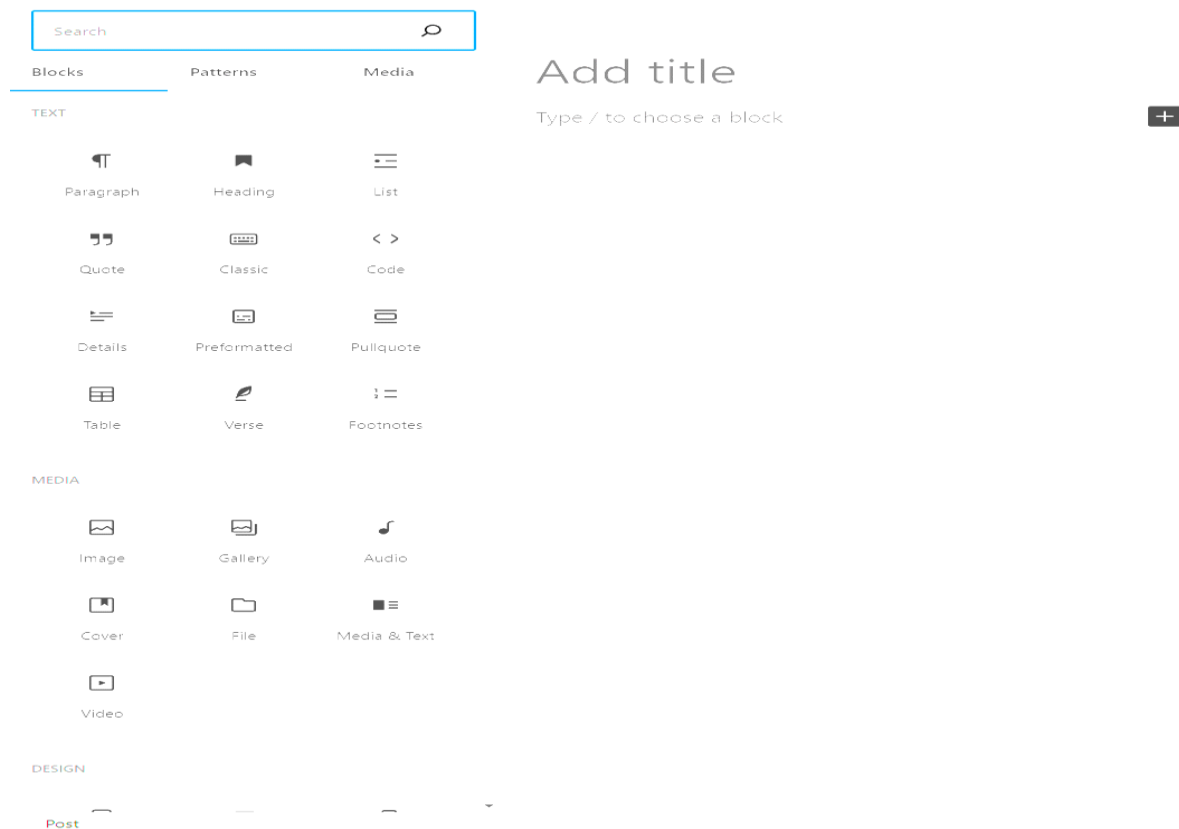 Search
Blocks Patterns Media
TEXT
Paragraph Heading List
Quote Classic Code
Details Preformatted Pullquote
Table Verse Footnotes
MEDIA
Image Gallery Audio
Cover File Media & Text
Video
DESIGN
Post
Add title
Type / to choose a block